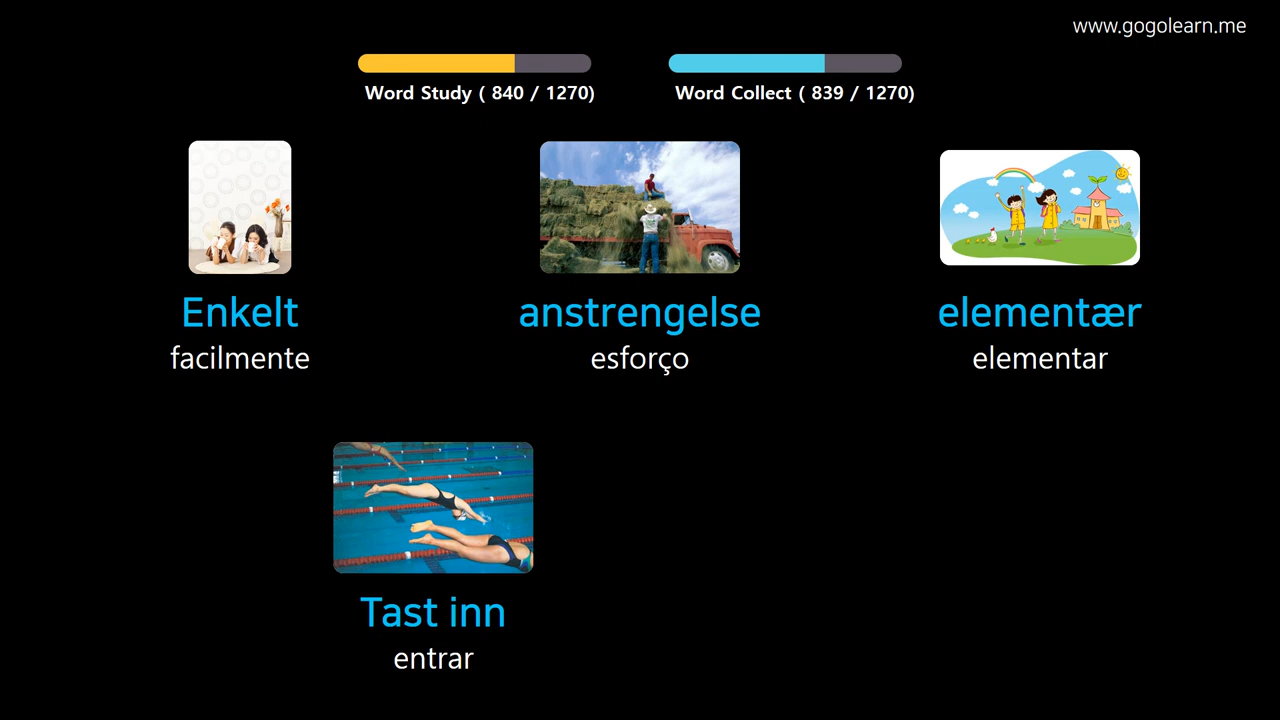 www.gogolearn.me
Word Study ( 840 / 1270)
Word Collect ( 839 / 1270)
Enkelt
facilmente
anstrengelse
esforço
elementær
elementar
Tast inn
entrar